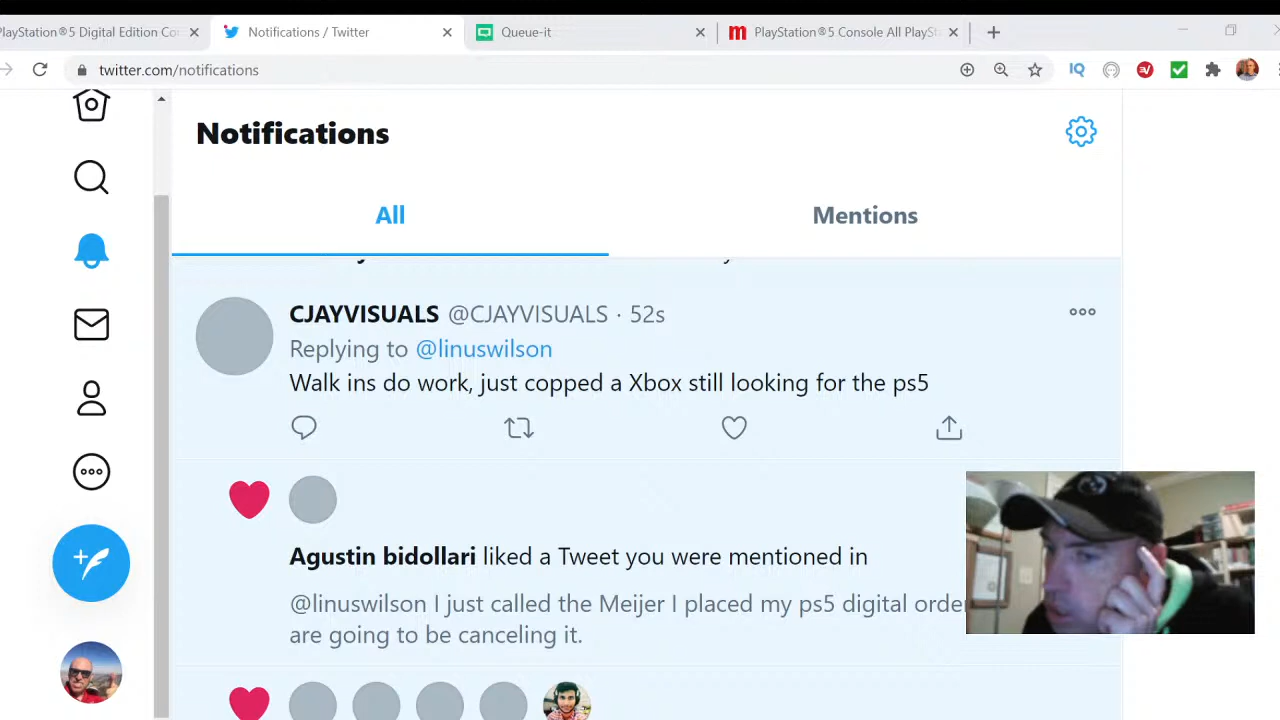 PlayStation®5 Digital Edition Co
Notifications / Twitter
Queue-it
PlayStation®5 Console All PlaySt
twitter.com/notifications
IQ
Notifications
All
Mentions
CJAYVISUALS @CJAYVISUALS · 52s
Replying to @linuswilson
Walk ins do work, just copped a Xbox still looking for the ps5
Agustin bidollari liked a Tweet you were mentioned in
@linuswilson I just called the Meijer I placed my ps5 digital order
are going to be canceling it.